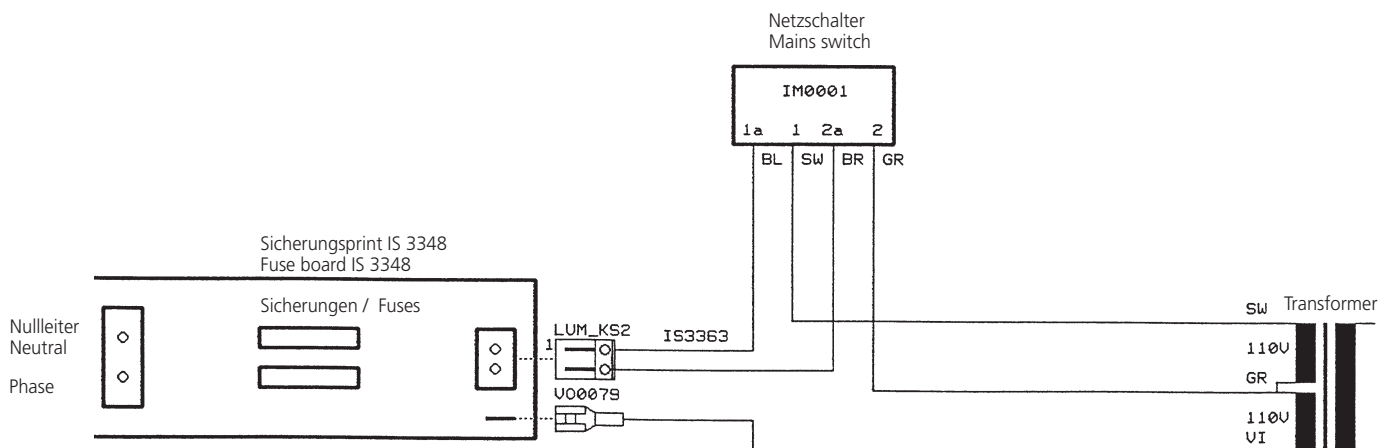 Netzschalter
Mains switch
IM0001
1a 1 2a 2
BL SW BR GR
Sicherungsprint IS 3348
Fuse board IS 3348
Sicherungen / Fuses
Nullleiter
Neutral
Phase
LUM_KS2
1
IS3363
VO0079
SW
Transformer
110V
GR
110V
VI